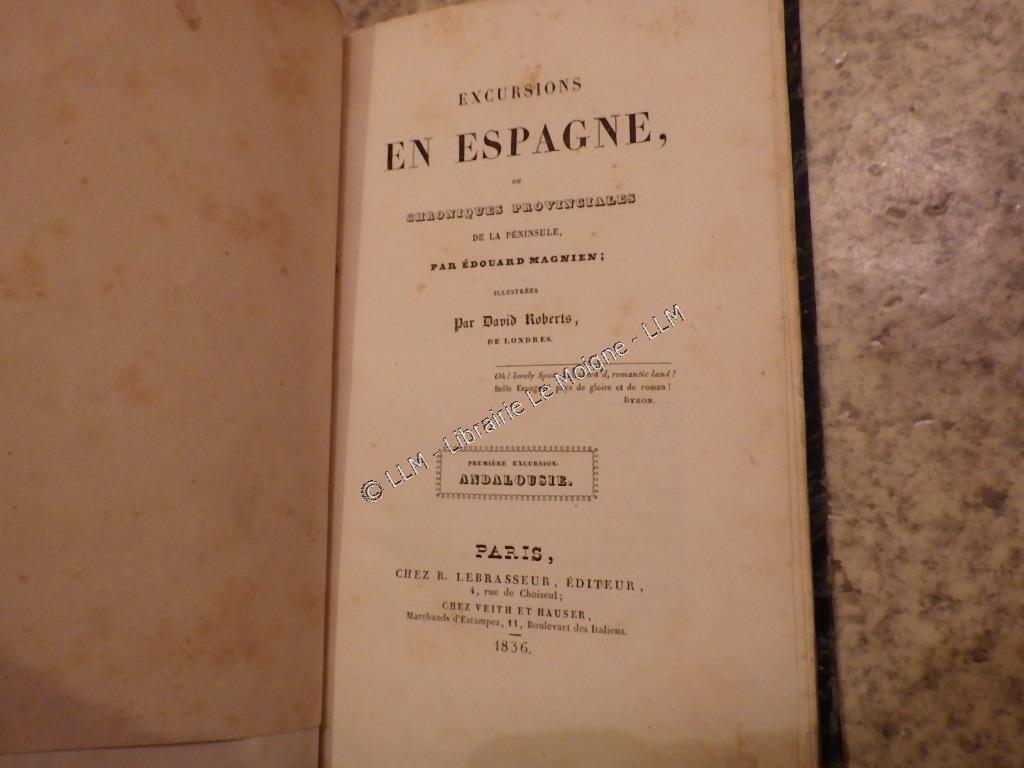 EXCURSIONS
EN ESPAGNE,
OU
CHRONIQUES PROVINCIALES
DE LA PÉNINSULE,
PAR ÉDOUARD MAGNIEN;
ILLUSTRÉES
Par David Roberts,
DE LONDRES.
Oh! lovely romantic land!
Belle Espagne, pays de gloire et de roman!
BYRON.
PREMIÈRE EXCURSION.
ANDALOUSIE.
PARIS,
CHEZ R. LEBRASSEUR, ÉDITEUR,
4, rue de Choiseul;
CHEZ VEITH ET HAUSER,
Marchands d'Estampes, 11, Boulevart des Italiens.
1836.
© LLM - Librairie Le Moigne - LLM